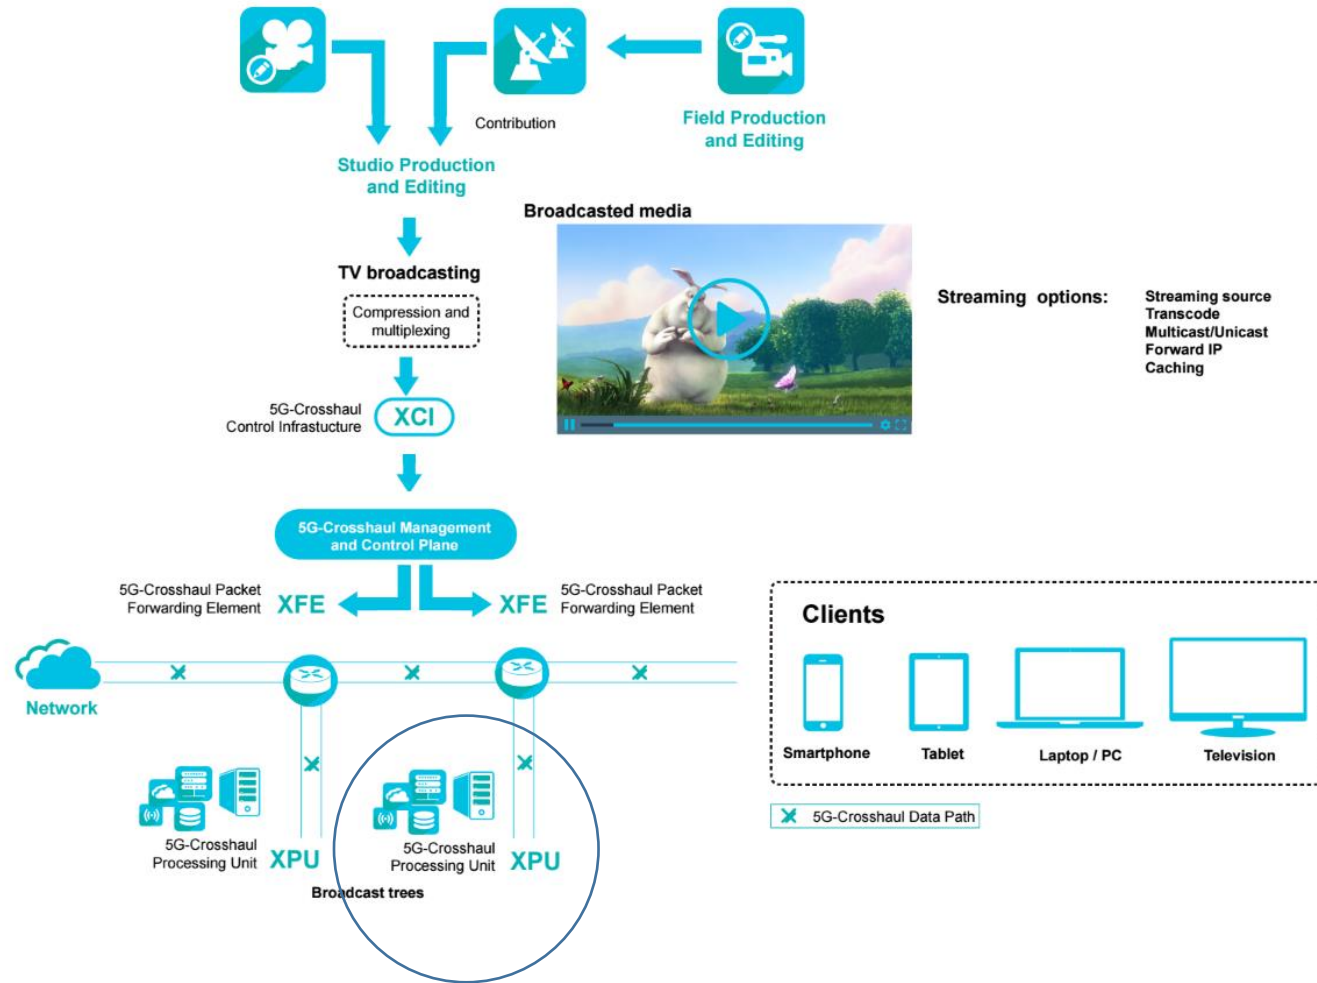 Contribution
Field Production
and Editing
Studio Production
and Editing
Broadcasted media
TV broadcasting
Compression and
multiplexing
Streaming options:
Streaming source
Transcode
Multicast/Unicast
Forward IP
Caching
5G-Crosshaul
Control Infrastucture
XCI
5G-Crosshaul Management
and Control Plane
5G-Crosshaul Packet
Forwarding Element
XFE
XFE
5G-Crosshaul Packet
Forwarding Element
Clients
Network
Smartphone
Tablet
Laptop / PC
Television
5G-Crosshaul Data Path
5G-Crosshaul
Processing Unit
XPU
5G-Crosshaul
Processing Unit
XPU
Broadcast trees